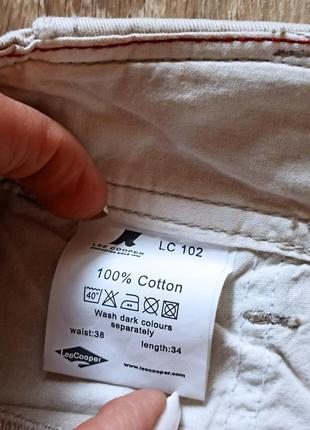 LEE COOPER
LC 102
100% Cotton
40°
Wash dark colours
separately
waist:38
length:34
LeeCooper
www.leecooper.com